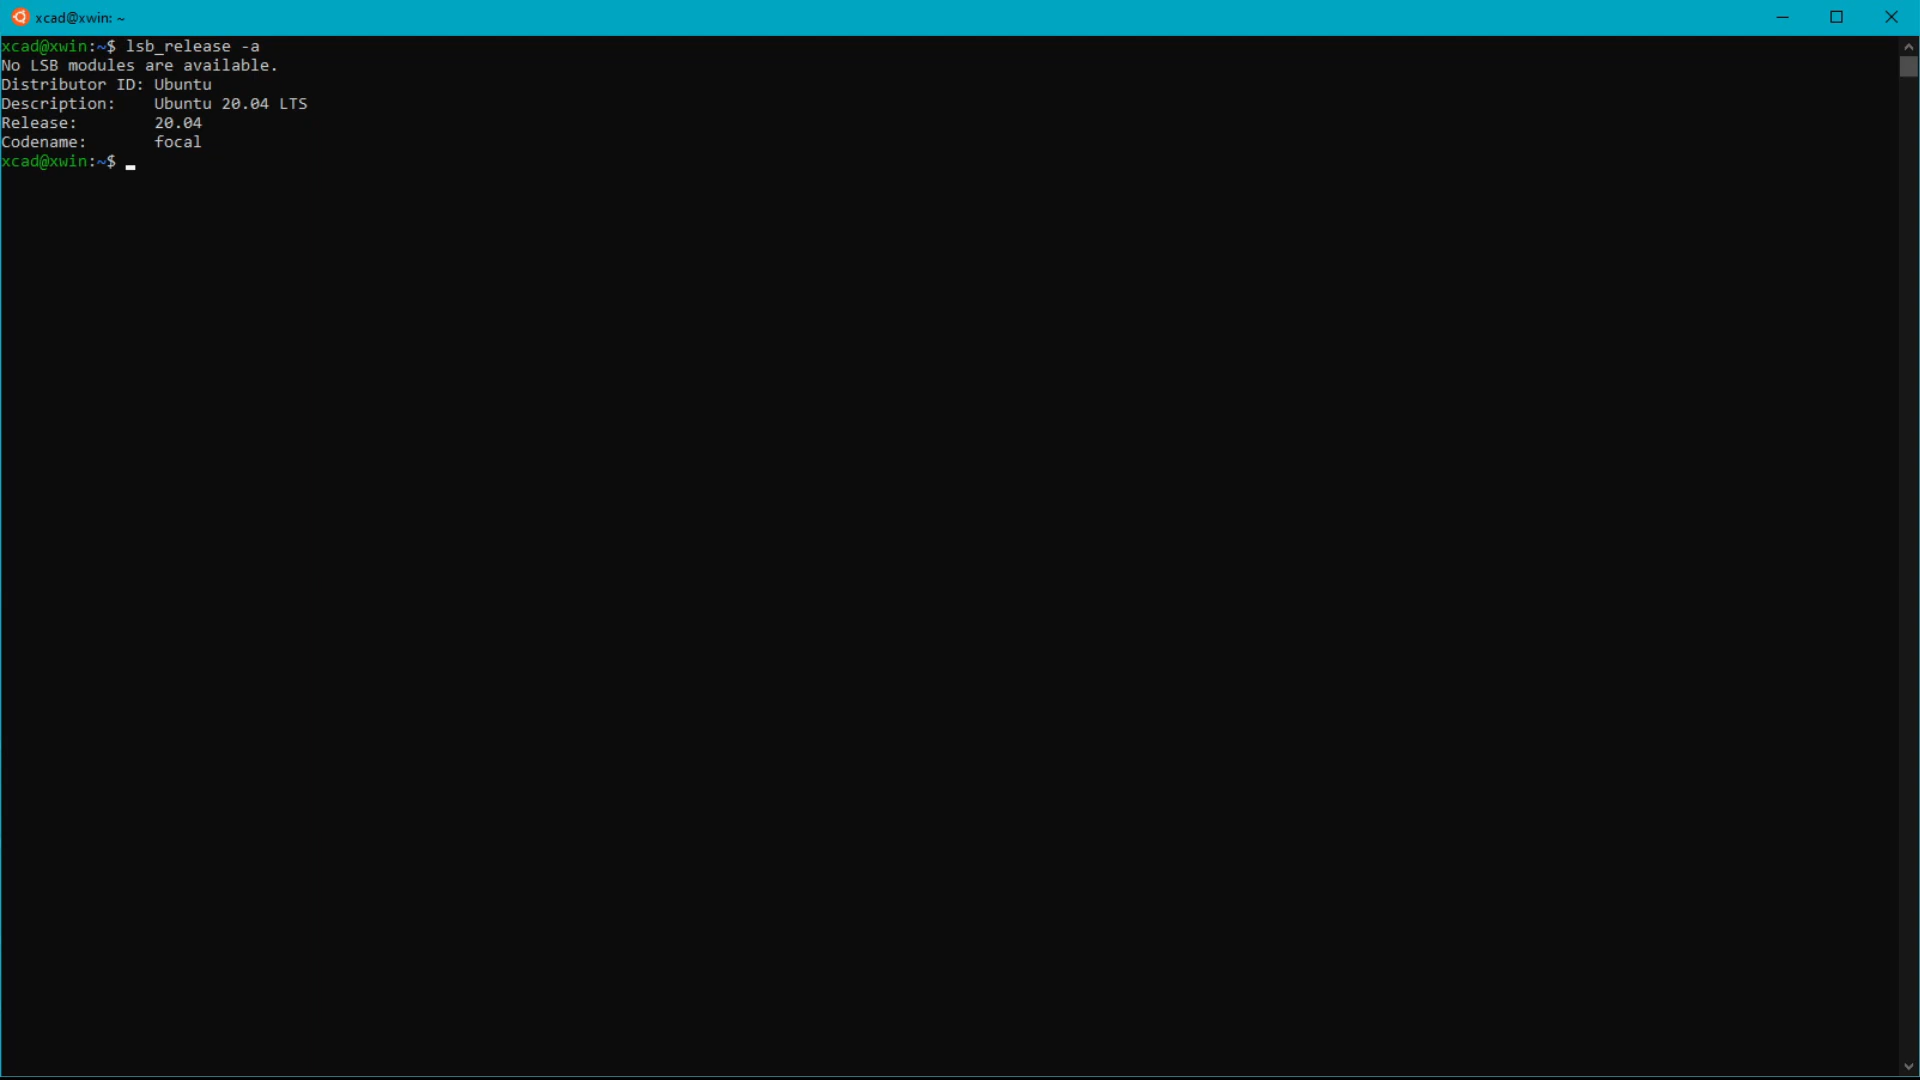 xcad@xwin: ~
xcad@xwin:~$ lsb_release -a
No LSB modules are available.
Distributor ID: Ubuntu
Description:    Ubuntu 20.04 LTS
Release:        20.04
Codename:       focal
xcad@xwin:~$